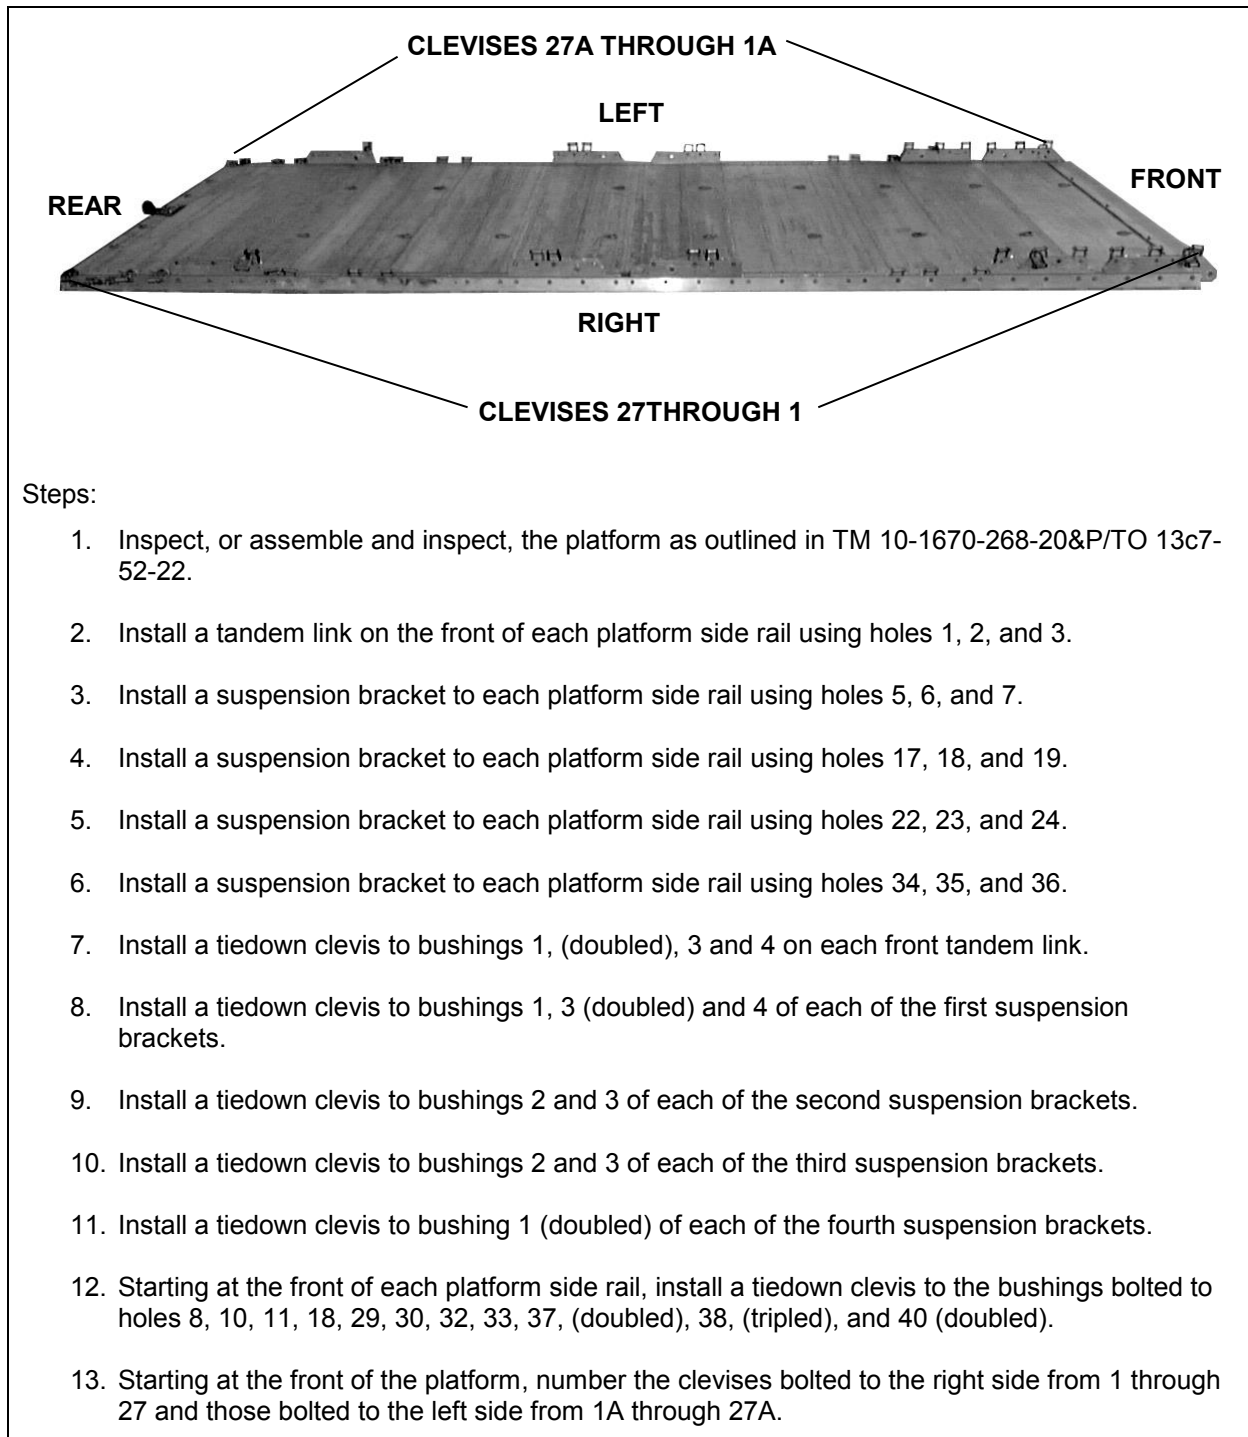 CLEVISES 27A THROUGH 1A
LEFT
FRONT
REAR
RIGHT
CLEVISES 27THROUGH 1
Steps:
1. Inspect, or assemble and inspect, the platform as outlined in TM 10-1670-268-20&P/TO 13c7-
52-22.
2. Install a tandem link on the front of each platform side rail using holes 1, 2, and 3.
3. Install a suspension bracket to each platform side rail using holes 5, 6, and 7.
4. Install a suspension bracket to each platform side rail using holes 17, 18, and 19.
5. Install a suspension bracket to each platform side rail using holes 22, 23, and 24.
6. Install a suspension bracket to each platform side rail using holes 34, 35, and 36.
7. Install a tiedown clevis to bushings 1, (doubled), 3 and 4 on each front tandem link.
8. Install a tiedown clevis to bushings 1, 3 (doubled) and 4 of each of the first suspension
brackets.
9. Install a tiedown clevis to bushings 2 and 3 of each of the second suspension brackets.
10. Install a tiedown clevis to bushings 2 and 3 of each of the third suspension brackets.
11. Install a tiedown clevis to bushing 1 (doubled) of each of the fourth suspension brackets.
12. Starting at the front of each platform side rail, install a tiedown clevis to the bushings bolted to
holes 8, 10, 11, 18, 29, 30, 32, 33, 37, (doubled), 38, (tripled), and 40 (doubled).
13. Starting at the front of the platform, number the clevises bolted to the right side from 1 through
27 and those bolted to the left side from 1A through 27A.